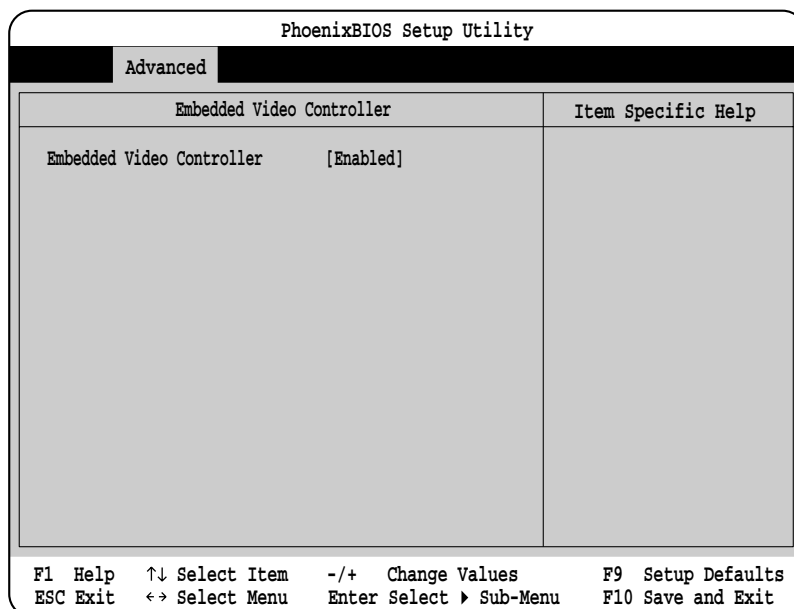 PhoenixBIOS Setup Utility
Advanced
Embedded Video Controller
Item Specific Help
Embedded Video Controller [Enabled]
F1 Help ↑↓ Select Item -/+ Change Values F9 Setup Defaults
ESC Exit ←→ Select Menu Enter Select ▶ Sub-Menu F10 Save and Exit